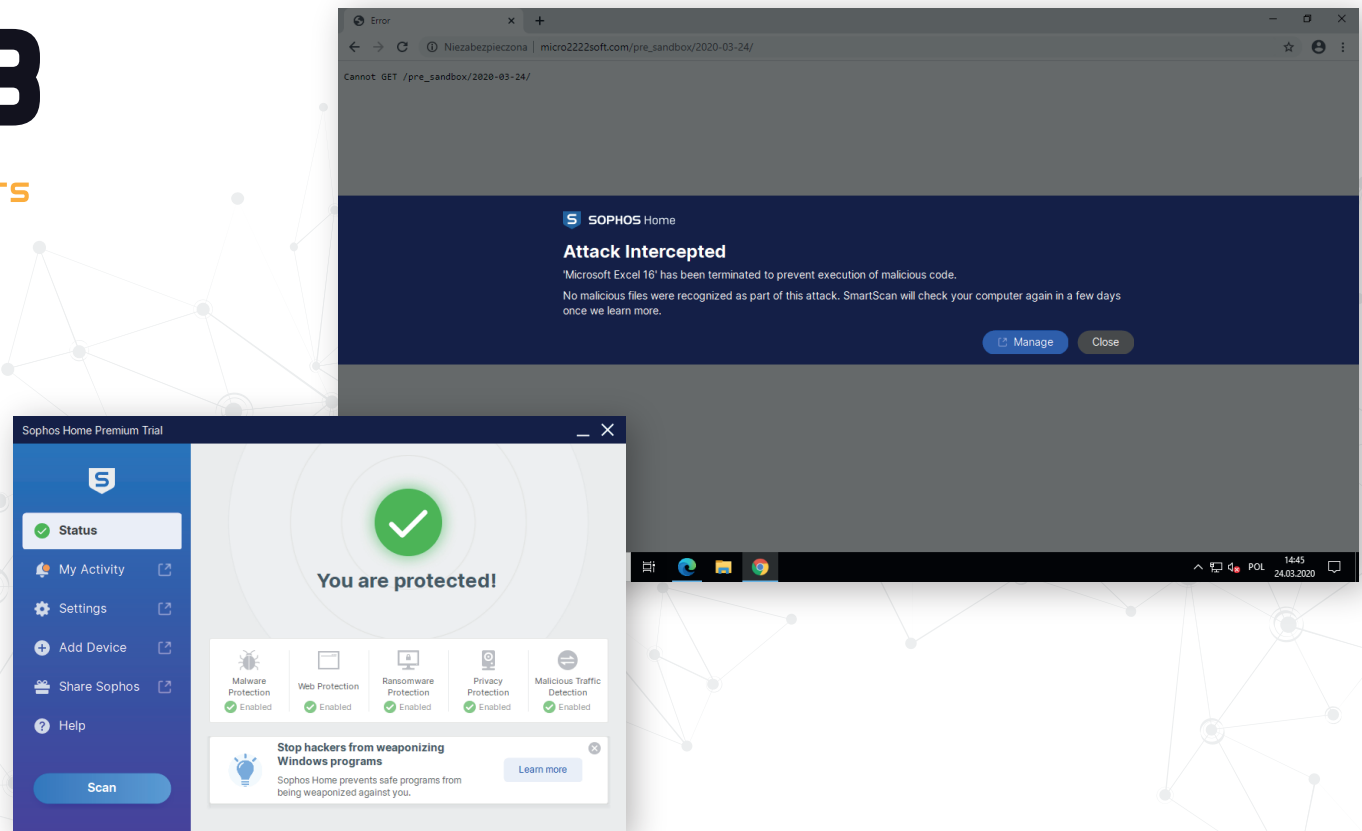 B
TS
Error
Niezabezpieczona | micro2222soft.com/pre_sandbox/2020-03-24/
Cannot GET /pre_sandbox/2020-03-24/
S SOPHOS Home
Attack Intercepted
'Microsoft Excel 16' has been terminated to prevent execution of malicious code.
No malicious files were recognized as part of this attack. SmartScan will check your computer again in a few days
once we learn more.
Manage Close
POL 14:45
24.03.2020
Sophos Home Premium Trial
S
Status
My Activity
Settings
Add Device
Share Sophos
Help
Scan
You are protected!
Malware
Protection
Enabled
Web Protection
Enabled
Ransomware
Protection
Enabled
Privacy
Protection
Enabled
Malicious Traffic
Detection
Enabled
Stop hackers from weaponizing
Windows programs
Sophos Home prevents safe programs from
being weaponized against you.
Learn more